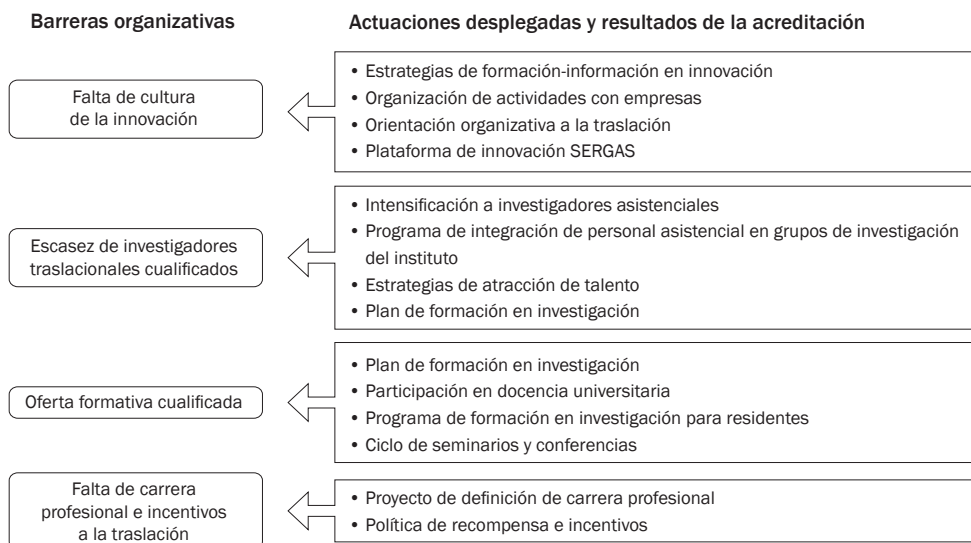 Barreras organizativas
Actuaciones desplegadas y resultados de la acreditación
Falta de cultura
de la innovación
• Estrategias de formación-información en innovación
• Organización de actividades con empresas
• Orientación organizativa a la traslación
• Plataforma de innovación SERGAS
Escasez de investigadores
traslacionales cualificados
• Intensificación a investigadores asistenciales
• Programa de integración de personal asistencial en grupos de investigación
del instituto
• Estrategias de atracción de talento
• Plan de formación en investigación
Oferta formativa cualificada
• Plan de formación en investigación
• Participación en docencia universitaria
• Programa de formación en investigación para residentes
• Ciclo de seminarios y conferencias
Falta de carrera
profesional e incentivos
a la traslación
• Proyecto de definición de carrera profesional
• Política de recompensa e incentivos